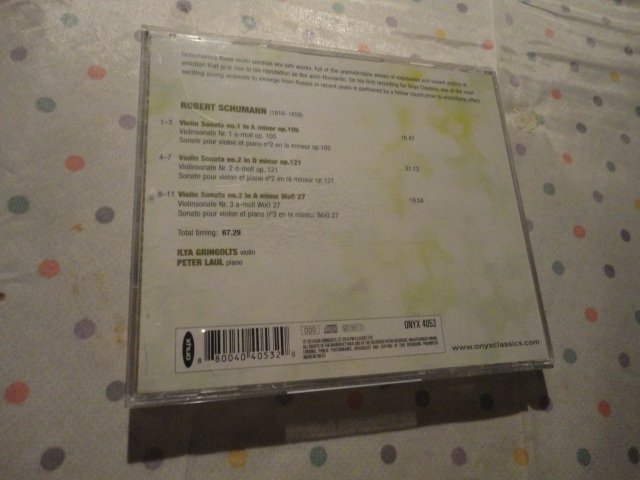 Schumann's three violin sonatas are late works, full of the unpredictable waves of expression and violent storms of
emotion that give rise to his reputation as the arch-Romantic. On his first recording for Onyx Classics, one of the most
exciting young violinists to emerge from Russia in recent years is partnered by a fellow countryman to electrifying effect.
ROBERT SCHUMANN (1810–1856)
1–3 Violin Sonata no.1 in A minor op.105 16.47
Violinsonate Nr. 1 a-moll op. 105
Sonate pour violon et piano nº1 en la mineur op.105
4–7 Violin Sonata no.2 in D minor op.121 31.13
Violinsonate Nr. 2 d-moll op. 121
Sonate pour violon et piano nº2 en ré mineur op.121
8–11 Violin Sonata no.3 in A minor WoO 27
Violinsonate Nr. 3 a-moll WoO 27
Sonate pour violon et piano nº3 en la mineur, WoO 27
Total timing: 67.29
ILYA GRINGOLTS violin
PETER LAUL piano
onyx
8 80040 40532 0
DDD
ONYX 4053
www.onyxclassics.com